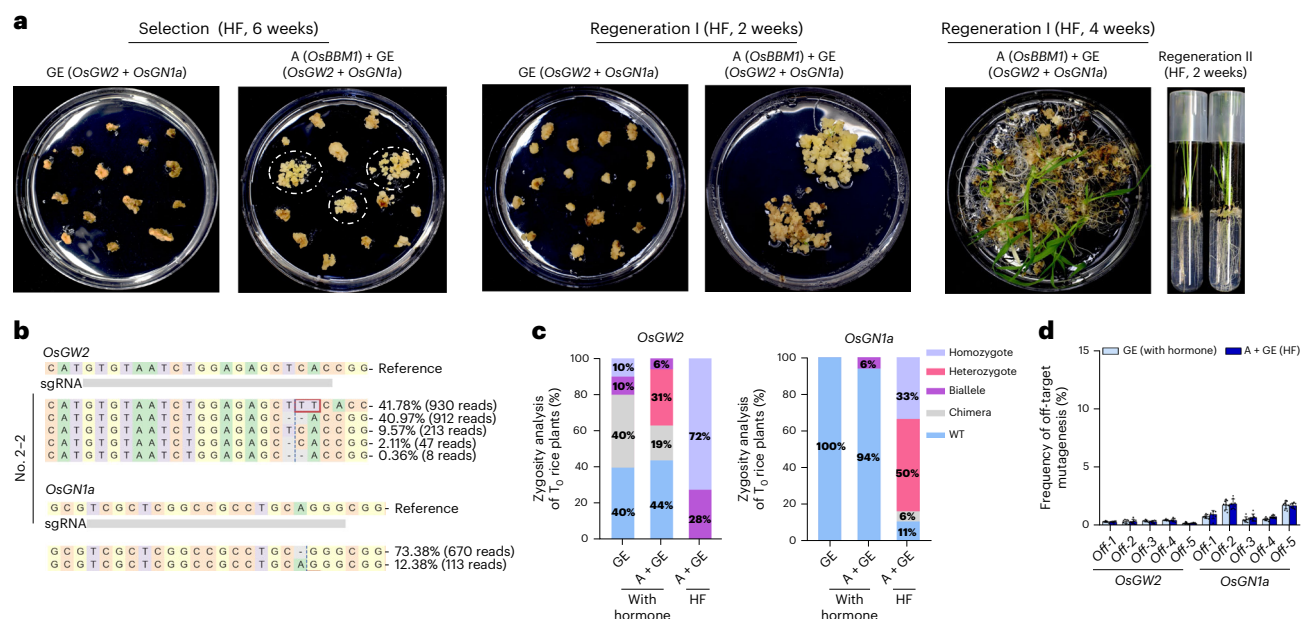 a
Selection (HF, 6 weeks)
GE (OsGW2 + OsGN1a)
A (OsBBM1) + GE
(OsGW2 + OsGN1a)
Regeneration I (HF, 2 weeks)
GE (OsGW2 + OsGN1a)
A (OsBBM1) + GE
(OsGW2 + OsGN1a)
Regeneration I (HF, 4 weeks)
A (OsBBM1) + GE
(OsGW2 + OsGN1a)
Regeneration II
(HF, 2 weeks)
b
OsGW2
C A T G T G T A A T C T G G A G A G C T C A C C G G - Reference
sgRNA
No. 2–2
C A T G T G T A A T C T G G A G A G C T T T C A C C - 41.78% (930 reads)
C A T G T G T A A T C T G G A G A G C - - A C C G G - 40.97% (912 reads)
C A T G T G T A A T C T G G A G A G C T C A C C G G - 9.57% (213 reads)
C A T G T G T A A T C T G G A G A G C - - A C C G G - 2.11% (47 reads)
C A T G T G T A A T C T G G A G A G C - - A C C G G - 0.36% (8 reads)
OsGN1a
G C G T C G C T C G G C C G C C T G C A G G G C G G - Reference
sgRNA
G C G T C G C T C G G C C G C C T G C - G G G C G G - 73.38% (670 reads)
G C G T C G C T C G G C C G C C T G C A G G G C G G - 12.38% (113 reads)
c
OsGW2
Zygosity analysis
of T0 rice plants (%)
100
80
60
40
20
0
10%
10%
40%
40%
6%
31%
19%
44%
72%
28%
GE
A + GE
A + GE
With
hormone
HF
OsGN1a
Zygosity analysis
of T0 rice plants (%)
100
80
60
40
20
0
100%
6%
94%
33%
50%
6%
11%
GE
A + GE
A + GE
With
hormone
HF
Homozygote
Heterozygote
Biallele
Chimera
WT
d
GE (with hormone)
A + GE (HF)
Frequency of off-target
mutagenesis (%)
15
10
5
0
Off-1
Off-2
Off-3
Off-4
Off-5
Off-1
Off-2
Off-3
Off-4
Off-5
OsGW2
OsGN1a